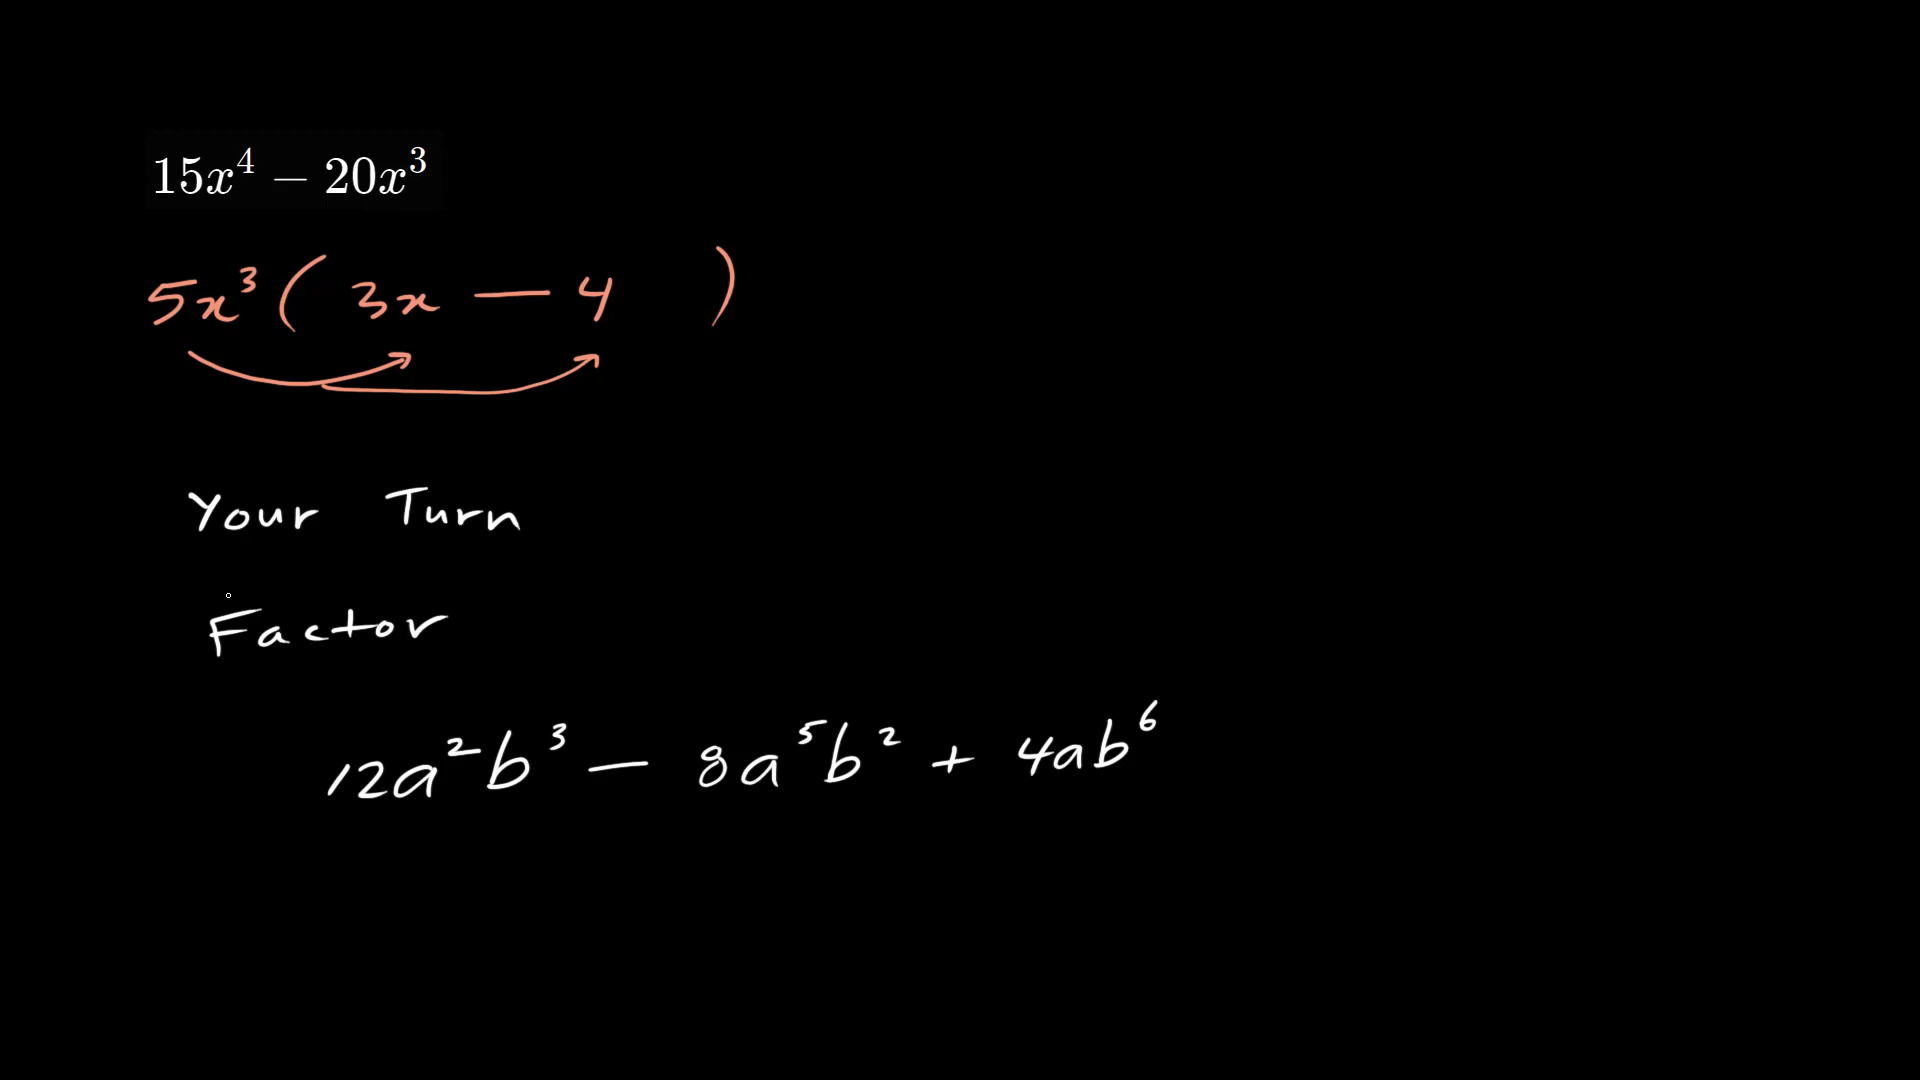 15x⁴ − 20x³
5x³(3x − 4)
Your Turn
Factor
12a²b³ − 8a⁵b² + 4ab⁶